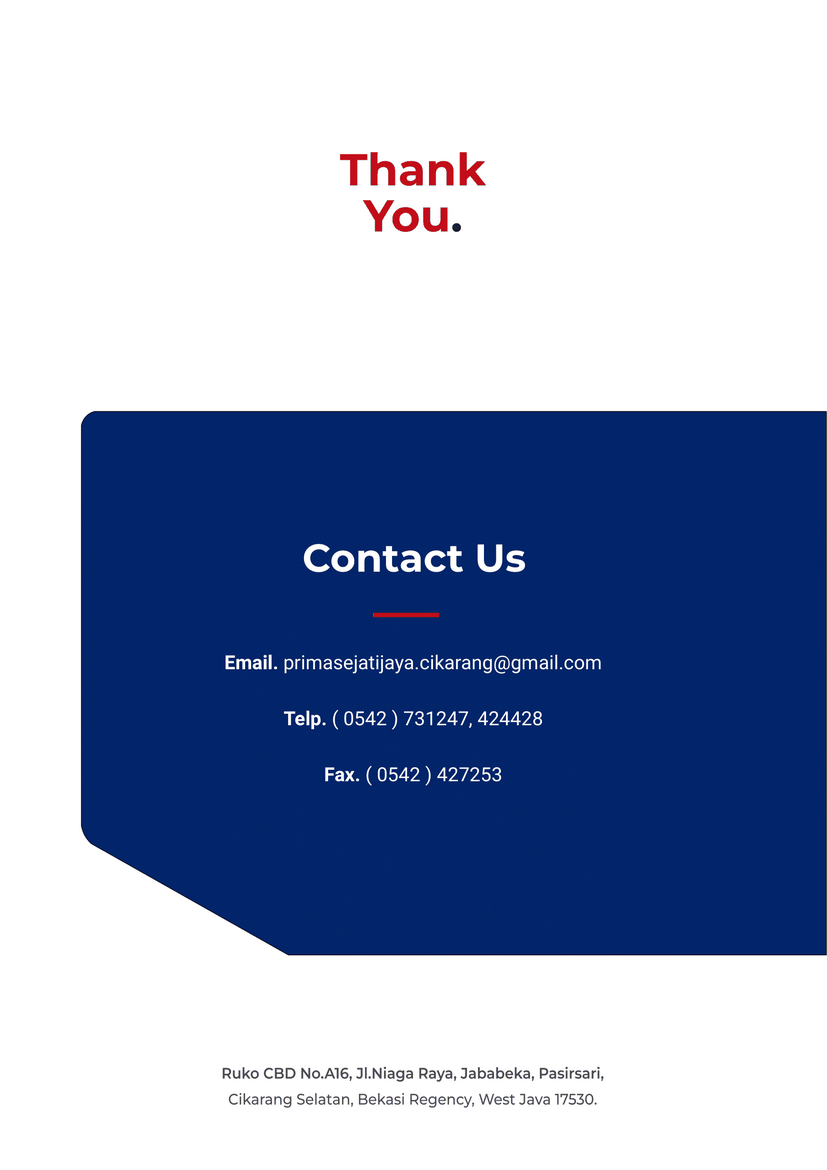 Thank
You.
Contact Us
Email. primasejatijaya.cikarang@gmail.com
Telp. ( 0542 ) 731247, 424428
Fax. ( 0542 ) 427253
Ruko CBD No.A16, Jl.Niaga Raya, Jababeka, Pasirsari,
Cikarang Selatan, Bekasi Regency, West Java 17530.